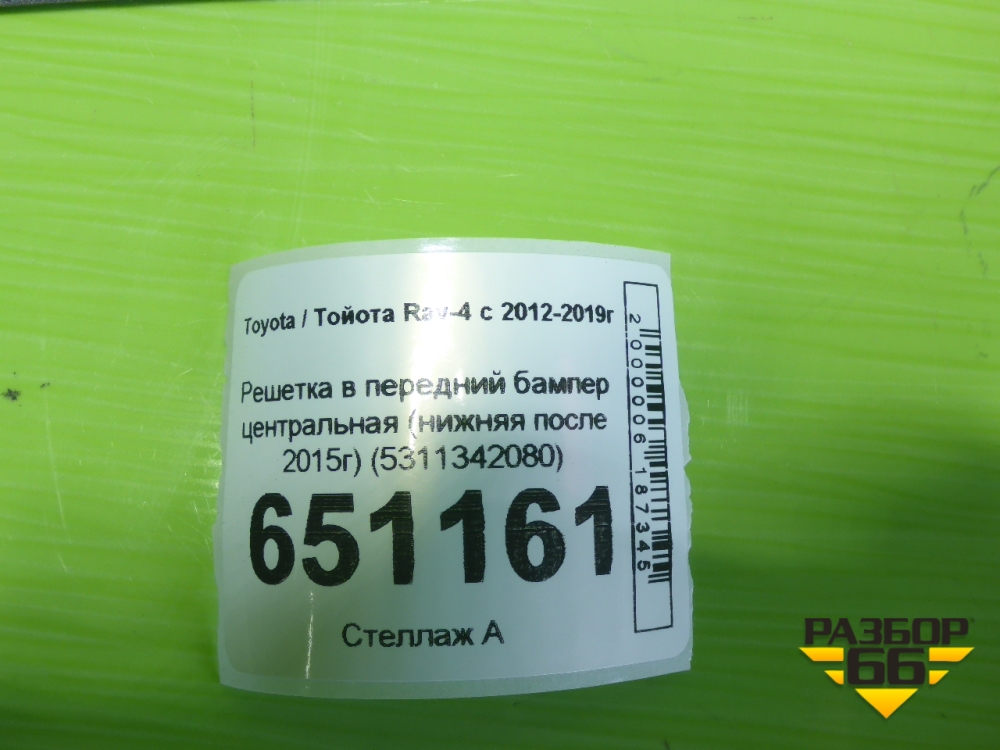 Toyota / Тойота Rav-4 с 2012-2019г
Решетка в передний бампер
центральная (нижняя после
2015г) (5311342080)
651161
Стеллаж А
2000006187345
РАЗБОР
66